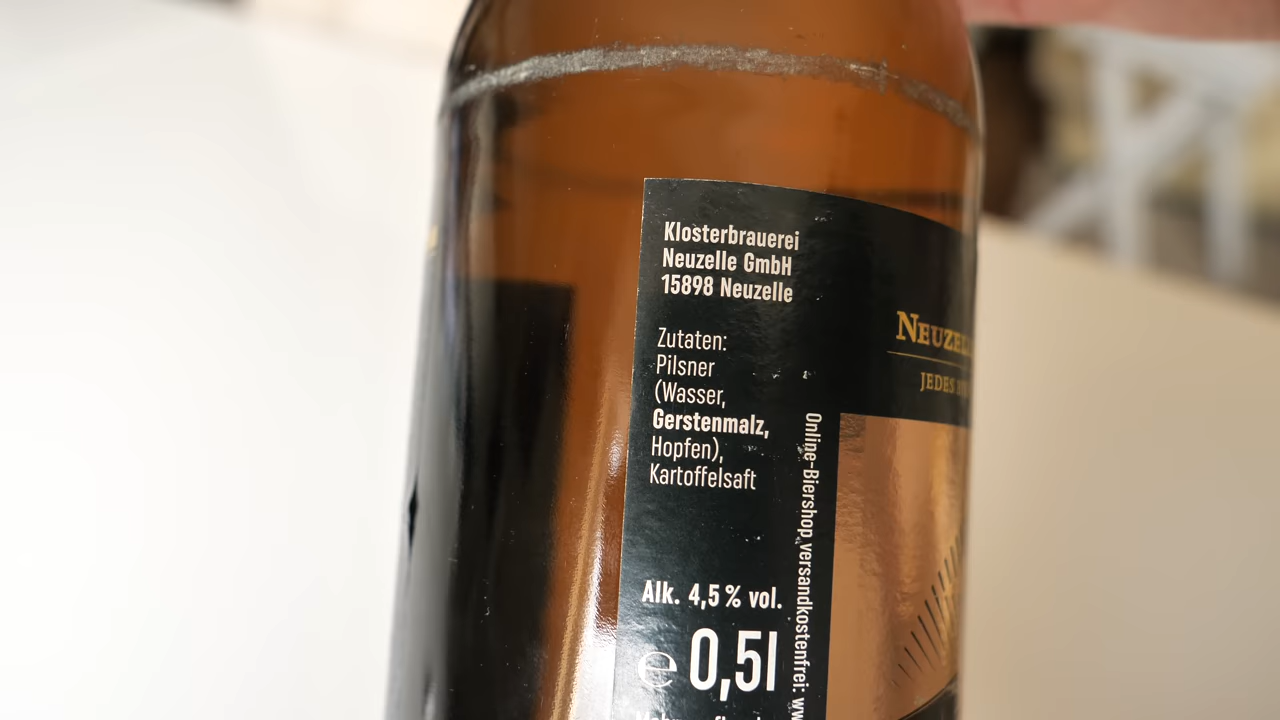 Klosterbrauerei
Neuzelle GmbH
15898 Neuzelle
Zutaten:
Pilsner
(Wasser,
Gerstenmalz,
Hopfen),
Kartoffelsaft
Alk. 4,5 % vol.
e 0,5l
Online-Biershop versandkostenfrei:
JEDES